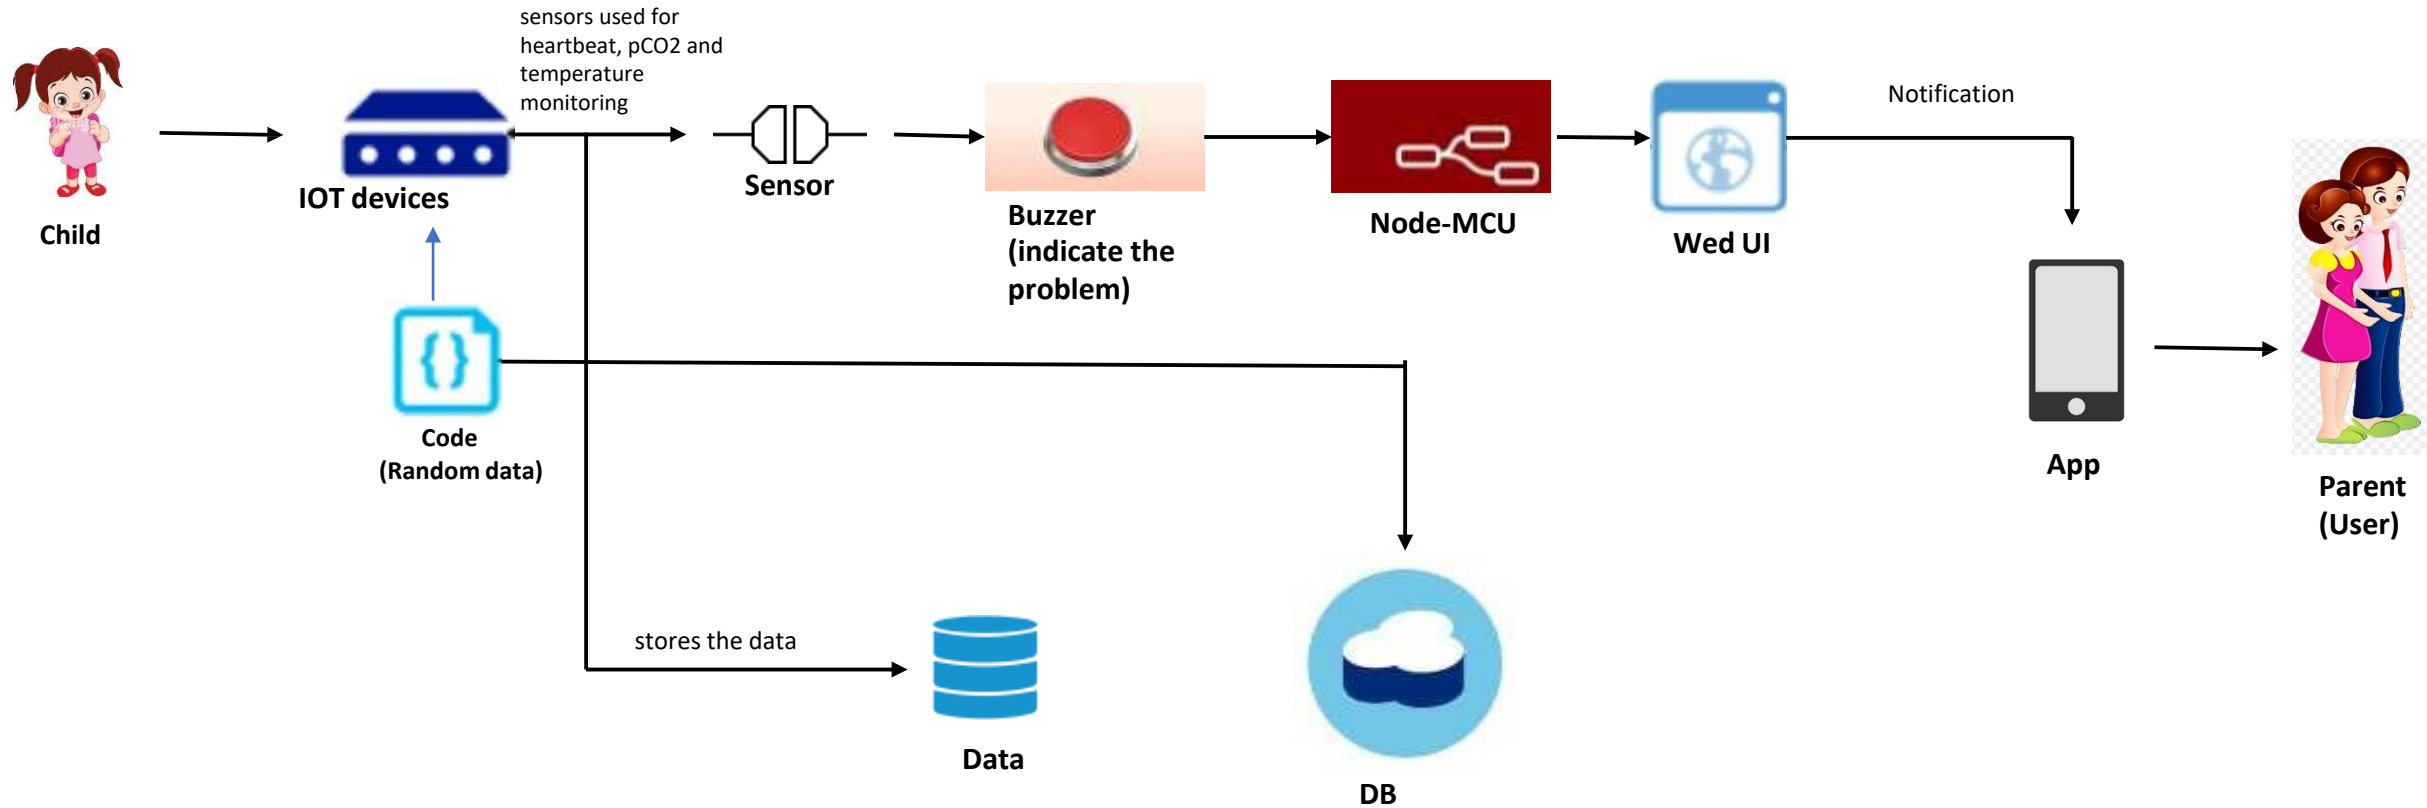 sensors used for
heartbeat, pCO2 and
temperature
monitoring
Notification
Sensor
IOT devices
Child
Buzzer
(indicate the
problem)
Node-MCU
Wed UI
Code
(Random data)
App
Parent
(User)
stores the data
Data
DB